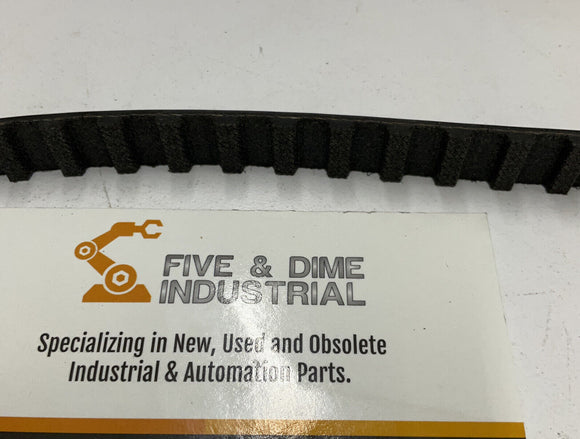 FIVE & DIME
INDUSTRIAL
Specializing in New, Used and Obsolete
Industrial & Automation Parts.